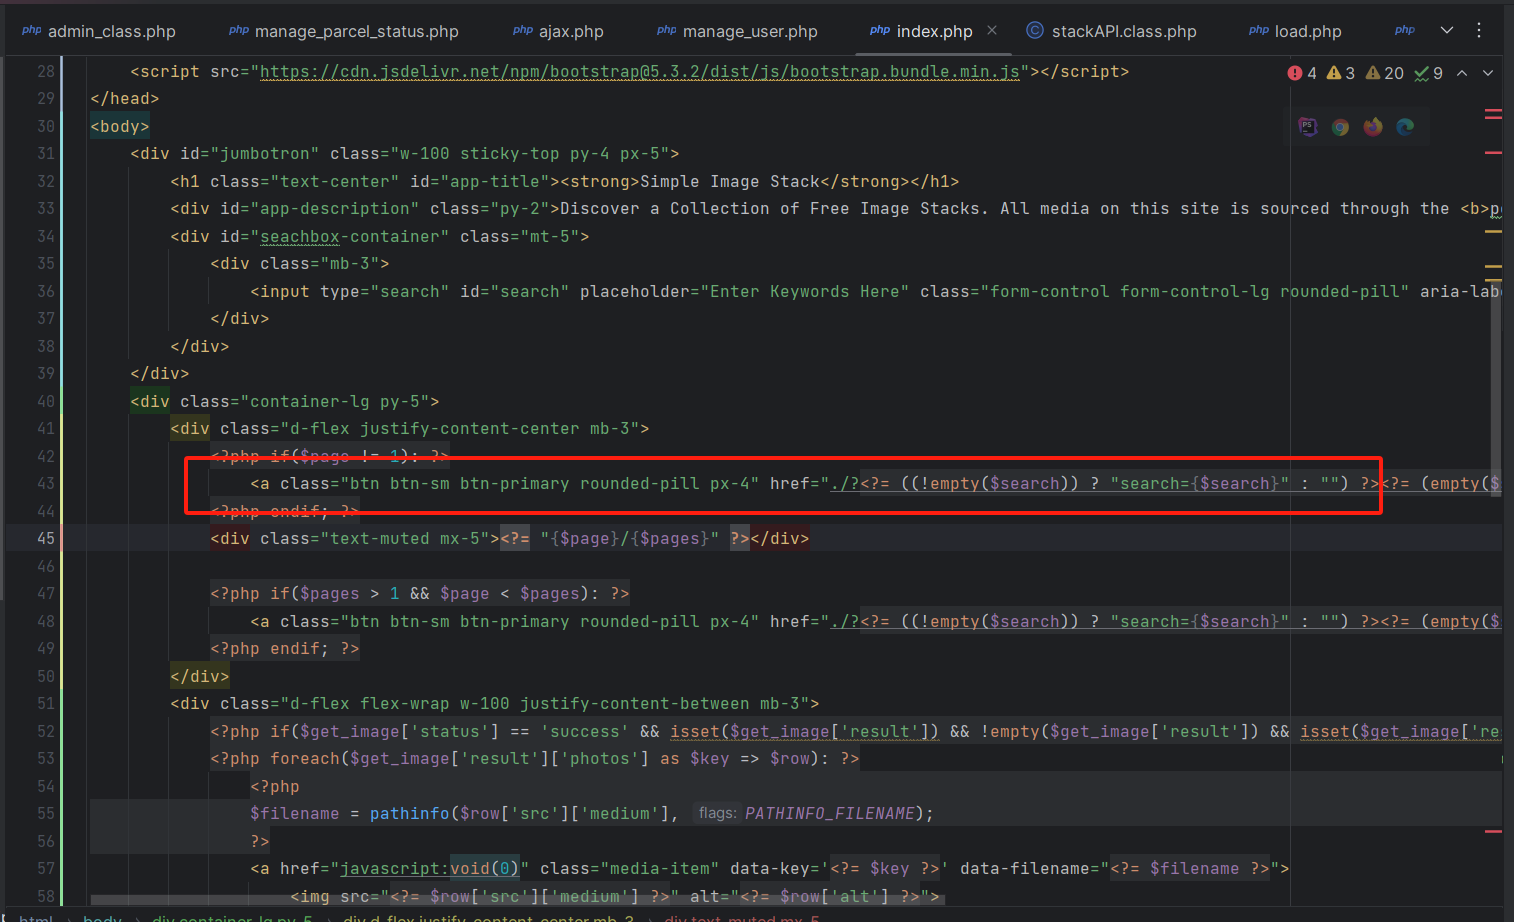 php admin_class.php php manage_parcel_status.php php ajax.php php manage_user.php php index.php × © stackAPI.class.php php load.php php
28 <script src="https://cdn.jsdelivr.net/npm/bootstrap@5.3.2/dist/js/bootstrap.bundle.min.js"></script> 4 3 20 9
29 </head>
30 <body>
31 <div id="jumbotron" class="w-100 sticky-top py-4 px-5">
32 <h1 class="text-center" id="app-title"><strong>Simple Image Stack</strong></h1>
33 <div id="app-description" class="py-2">Discover a Collection of Free Image Stacks. All media on this site is sourced through the <b>p
34 <div id="seachbox-container" class="mt-5">
35 <div class="mb-3">
36 <input type="search" id="search" placeholder="Enter Keywords Here" class="form-control form-control-lg rounded-pill" aria-lab
37 </div>
38 </div>
39 </div>
40 <div class="container-lg py-5">
41 <div class="d-flex justify-content-center mb-3">
42 <?php if($page != 1): ?>
43 <a class="btn btn-sm btn-primary rounded-pill px-4" href="./?<?= ((!empty($search)) ? "search={$search}" : "") ?><?= (empty($
44 <?php endif; ?>
45 <div class="text-muted mx-5"><?= "{$page}/{$pages}" ?></div>
46
47 <?php if($pages > 1 && $page < $pages): ?>
48 <a class="btn btn-sm btn-primary rounded-pill px-4" href="./?<?= ((!empty($search)) ? "search={$search}" : "") ?><?= (empty($
49 <?php endif; ?>
50 </div>
51 <div class="d-flex flex-wrap w-100 justify-content-between mb-3">
52 <?php if($get_image['status'] == 'success' && isset($get_image['result']) && !empty($get_image['result']) && isset($get_image['res
53 <?php foreach($get_image['result']['photos'] as $key => $row): ?>
54 <?php
55 $filename = pathinfo($row['src']['medium'], flags: PATHINFO_FILENAME);
56 ?>
57 <a href="javascript:void(0)" class="media-item" data-key='<?= $key ?>' data-filename="<?= $filename ?>">
58 <img src="<?= $row['src']['medium'] ?>" alt="<?= $row['alt'] ?>">
html › body › div.container-lg.py-5 › div.d-flex.justify-content-center.mb-3 › div.text-muted.mx-5